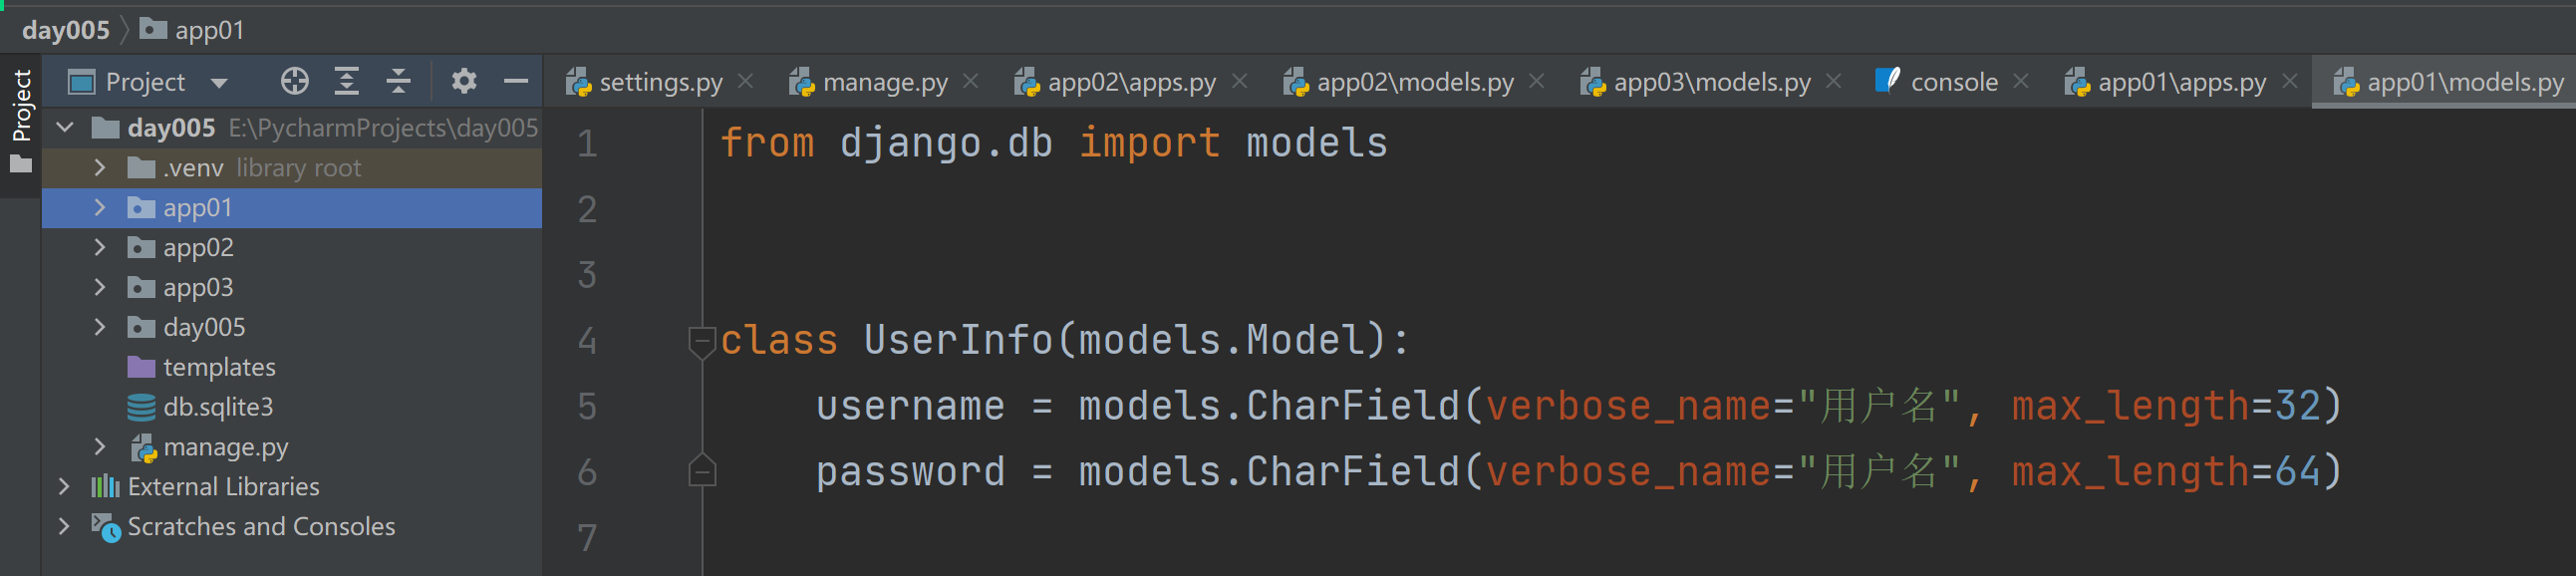 day005 app01
Project
Project
settings.py manage.py app02\apps.py app02\models.py app03\models.py console app01\apps.py app01\models.py
day005 E:\PycharmProjects\day005
.venv library root
app01
app02
app03
day005
templates
db.sqlite3
manage.py
External Libraries
Scratches and Consoles
1 from django.db import models
2
3
4 class UserInfo(models.Model):
5     username = models.CharField(verbose_name="用户名", max_length=32)
6     password = models.CharField(verbose_name="用户名", max_length=64)
7